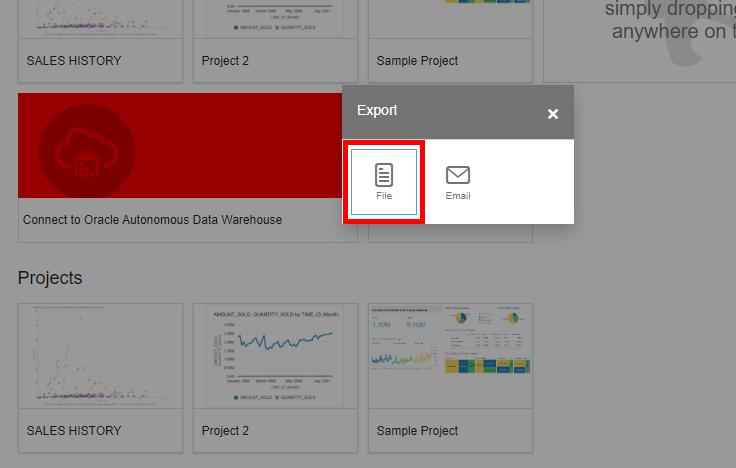 simply dropping
anywhere on t
AMOUNT_SOLD QUANTITY_SOLD
SALES HISTORY
Project 2
Sample Project
Export
File
Email
Connect to Oracle Autonomous Data Warehouse
Projects
AMOUNT_SOLD, QUANTITY_SOLD by TIME_ID (Month)
1.30M
6.50M
AMOUNT_SOLD QUANTITY_SOLD
SALES HISTORY
Project 2
Sample Project